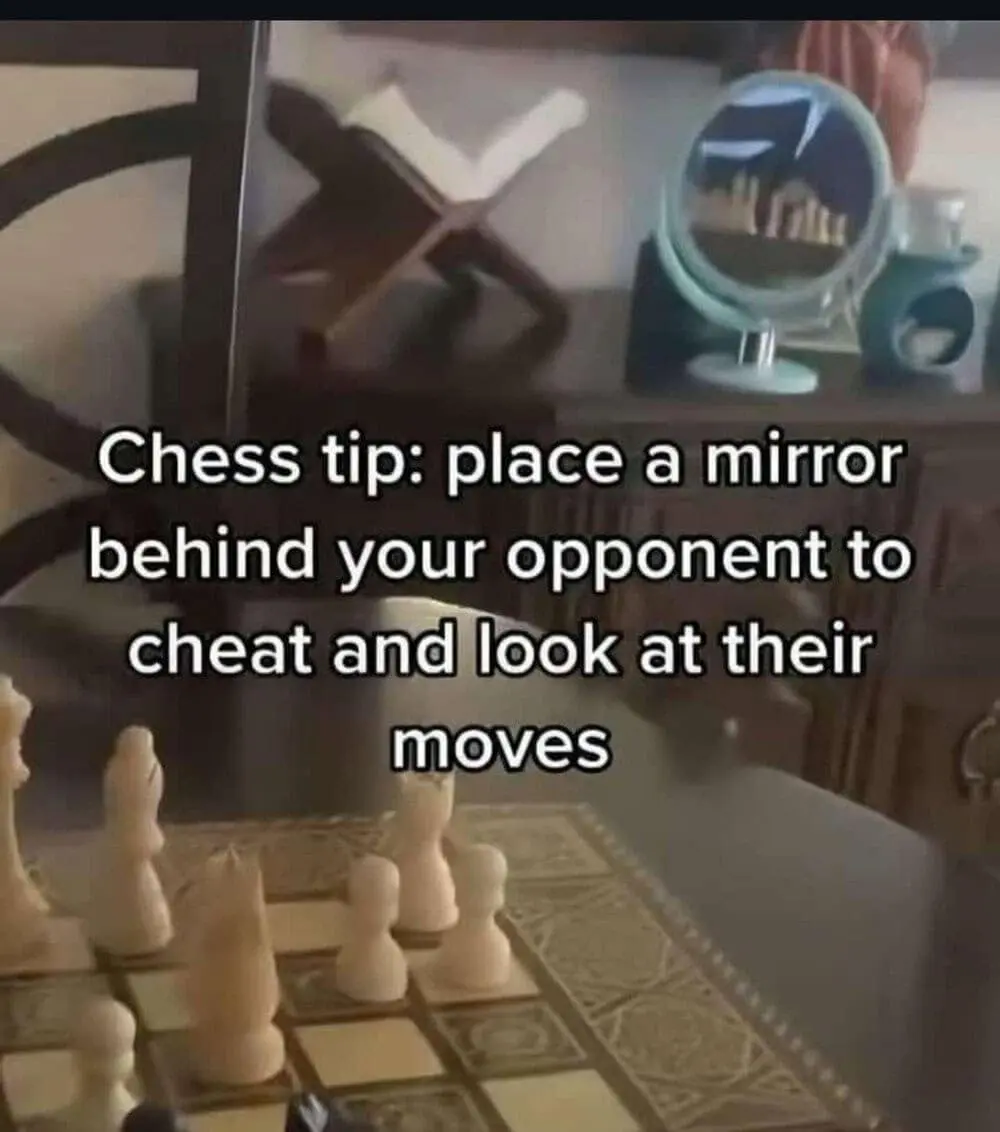 Chess tip: place a mirror
behind your opponent to
cheat and look at their
moves